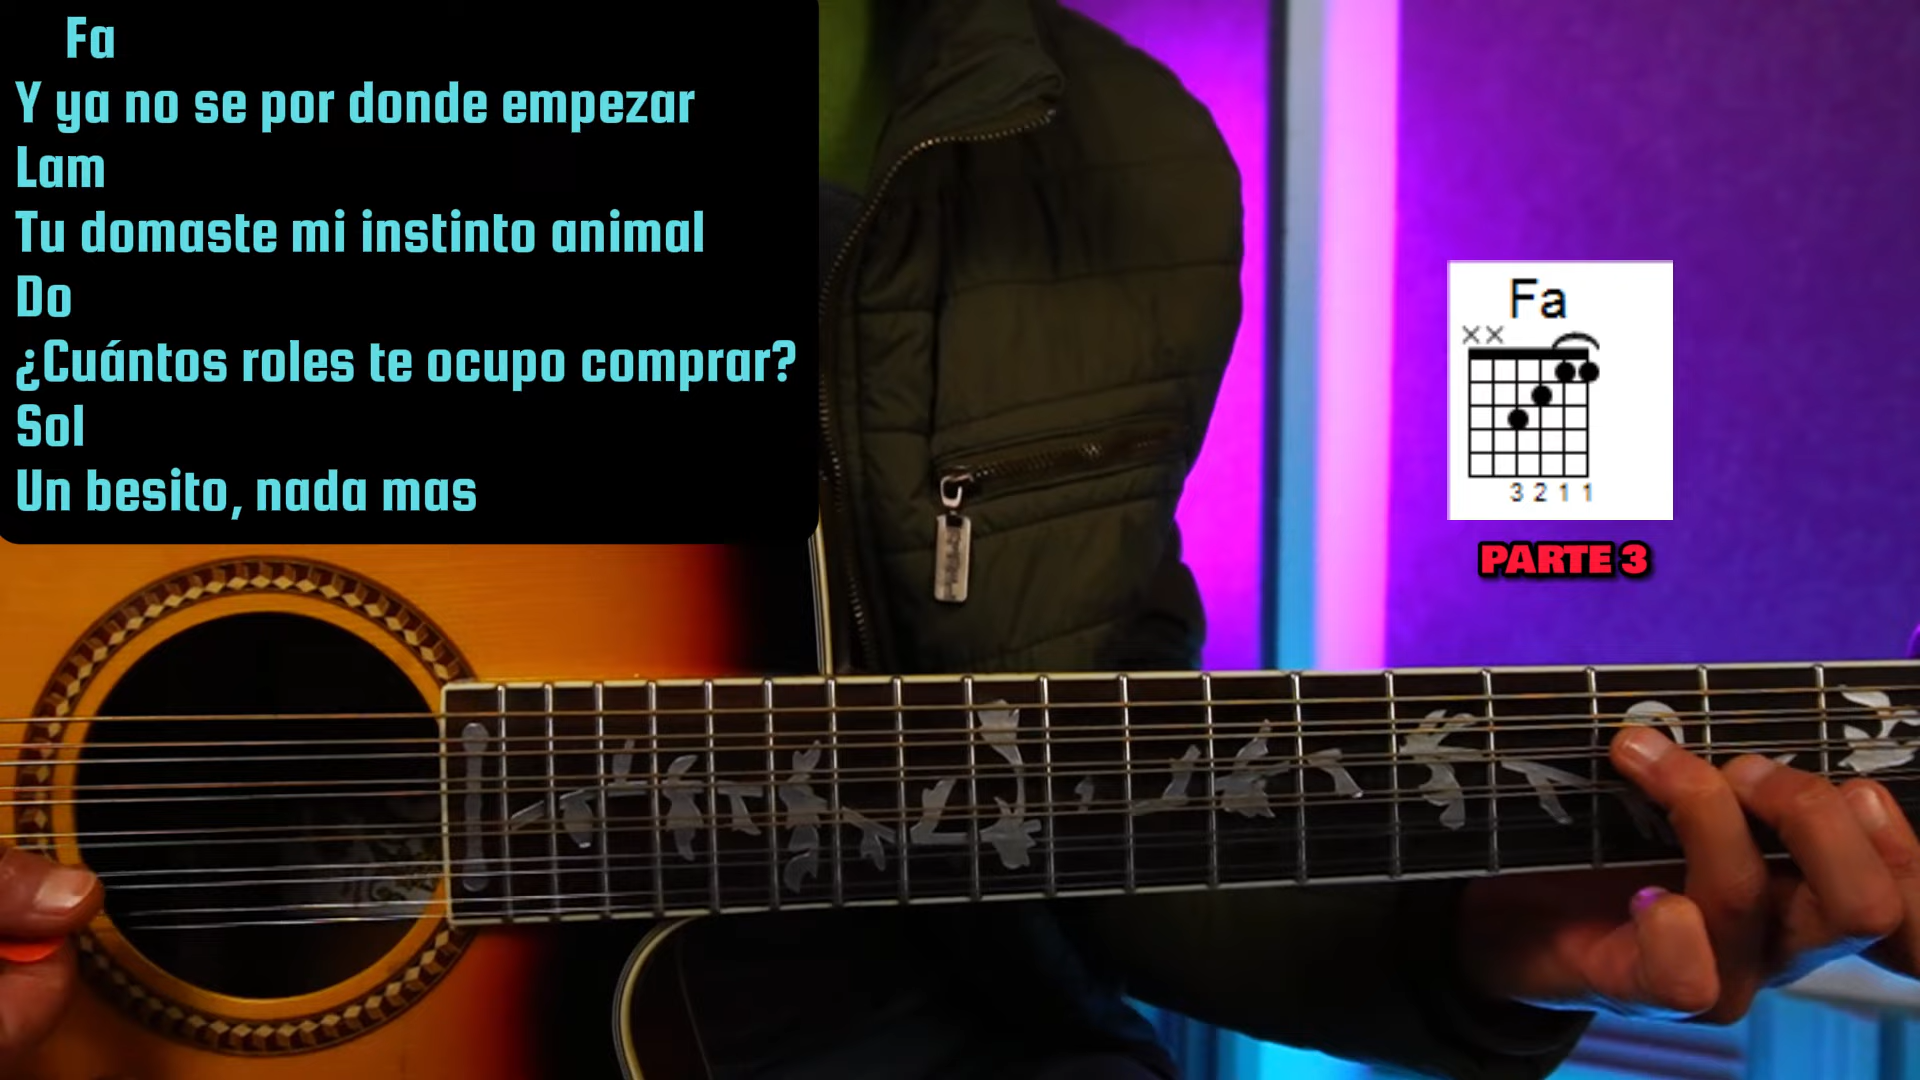 Fa
Y ya no se por donde empezar
Lam
Tu domaste mi instinto animal
Do
¿Cuántos roles te ocupo comprar?
Sol
Un besito, nada mas
Fa
xx
3 2 1 1
PARTE 3